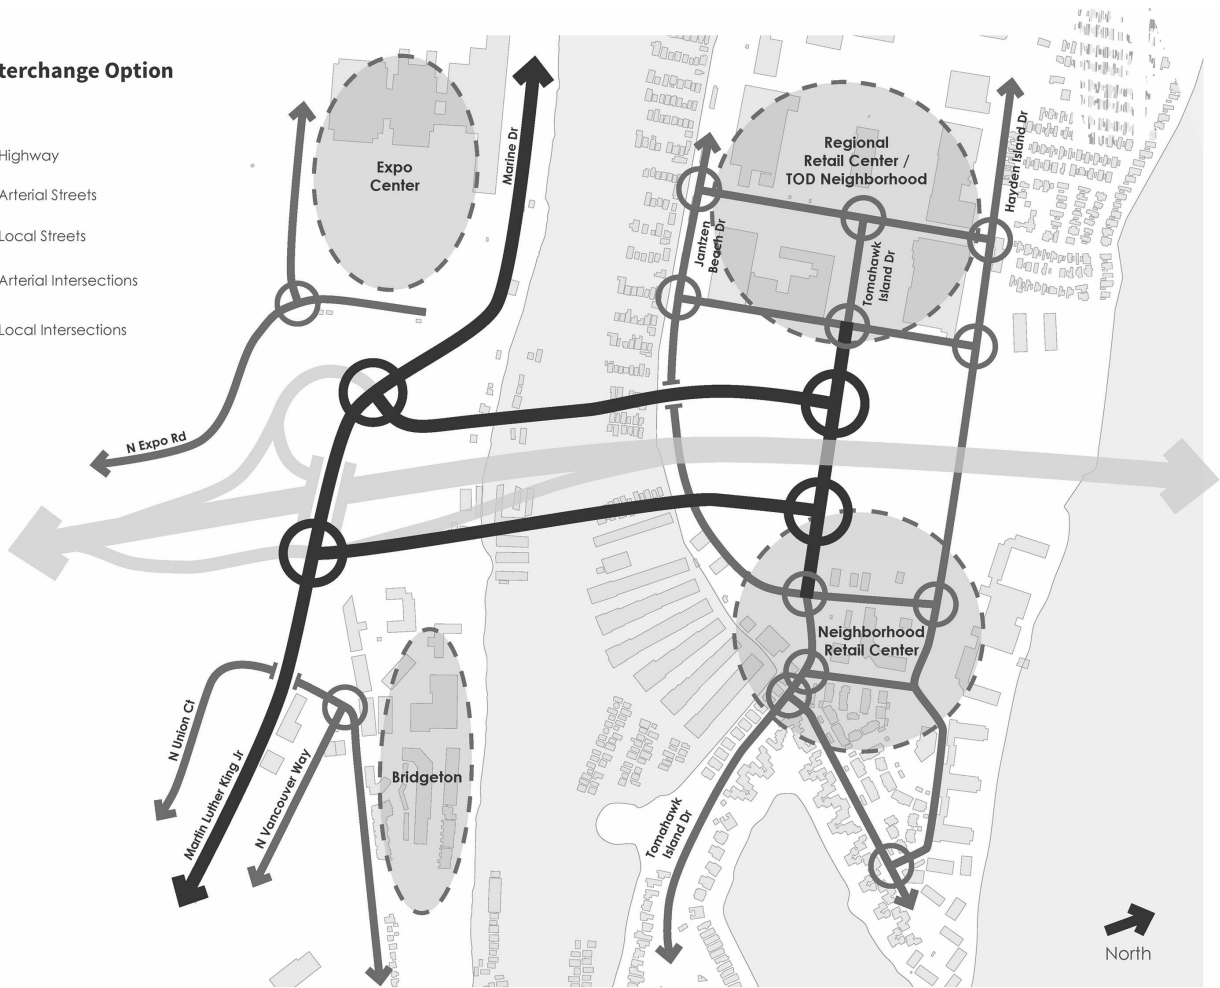 terchange Option
Highway
Arterial Streets
Local Streets
Arterial Intersections
Local Intersections
Expo
Center
Marine Dr
Regional
Retail Center /
TOD Neighborhood
Hayden Island Dr
Jantzen
Beach Dr
Tomahawk
Island Dr
N Expo Rd
Neighborhood
Retail Center
N Union Ct
Martin Luther King Jr
N Vancouver Way
Bridgeton
Tomahawk
Island Dr
North